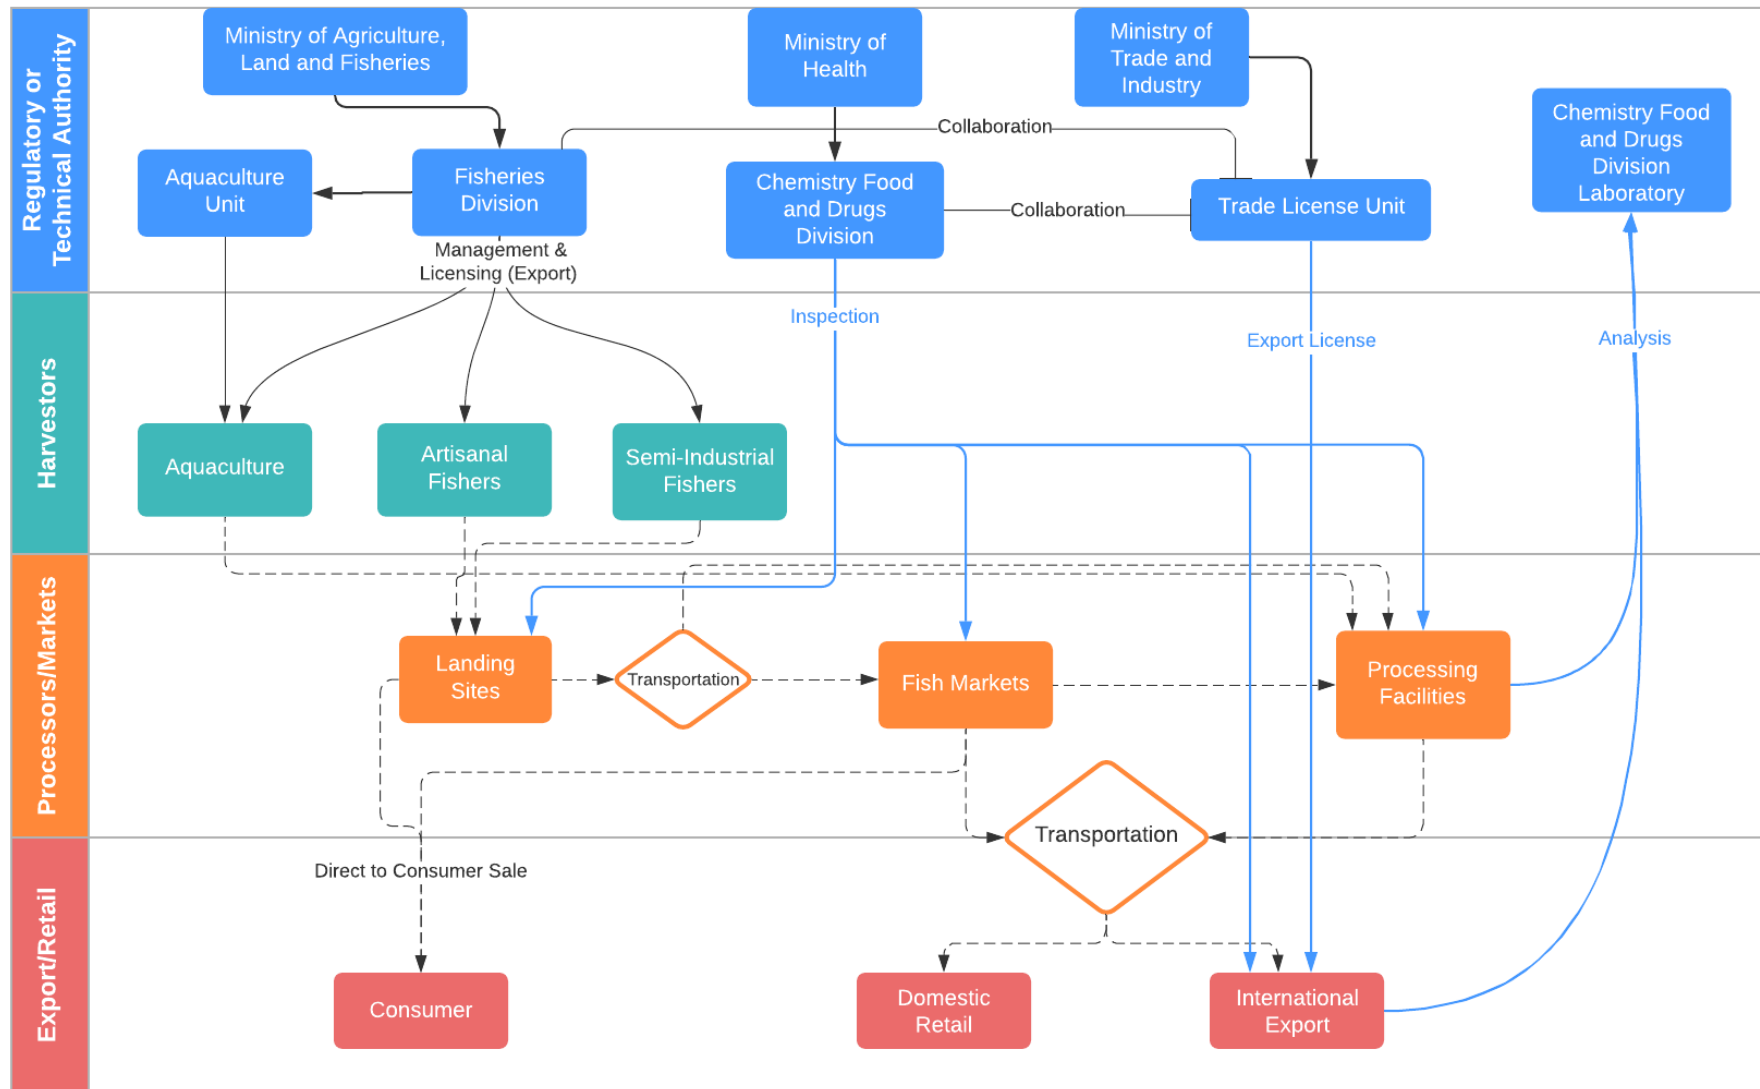 Regulatory or
Technical Authority
Ministry of Agriculture,
Land and Fisheries
Ministry of
Health
Ministry of
Trade and
Industry
Chemistry Food
and Drugs
Division
Laboratory
Collaboration
Aquaculture
Unit
Fisheries
Division
Chemistry Food
and Drugs
Division
Collaboration
Trade License Unit
Management &
Licensing (Export)
Harvestors
Inspection
Export License
Analysis
Aquaculture
Artisanal
Fishers
Semi-Industrial
Fishers
Processors/Markets
Landing
Sites
Transportation
Fish Markets
Processing
Facilities
Transportation
Export/Retail
Direct to Consumer Sale
Consumer
Domestic
Retail
International
Export